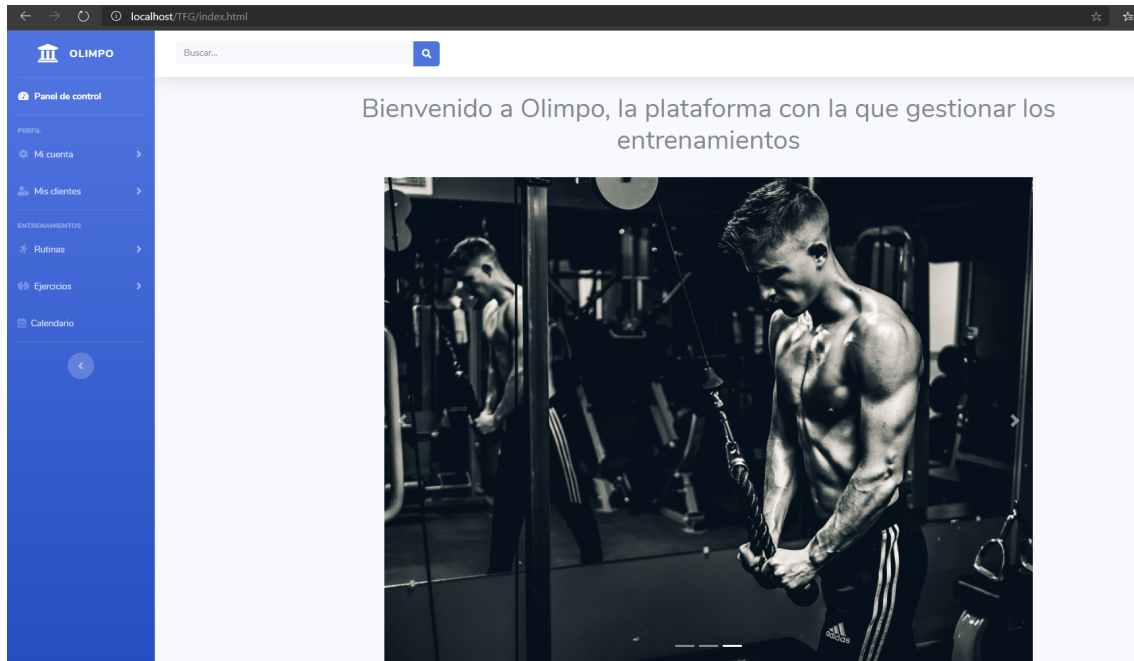 localhost/TFG/index.html
OLIMPO
Buscar...
Panel de control
PERFIL
Mi cuenta
Mis clientes
ENTRENAMIENTOS
Rutinas
Ejercicios
Calendario
Bienvenido a Olimpo, la plataforma con la que gestionar los
entrenamientos
adidas